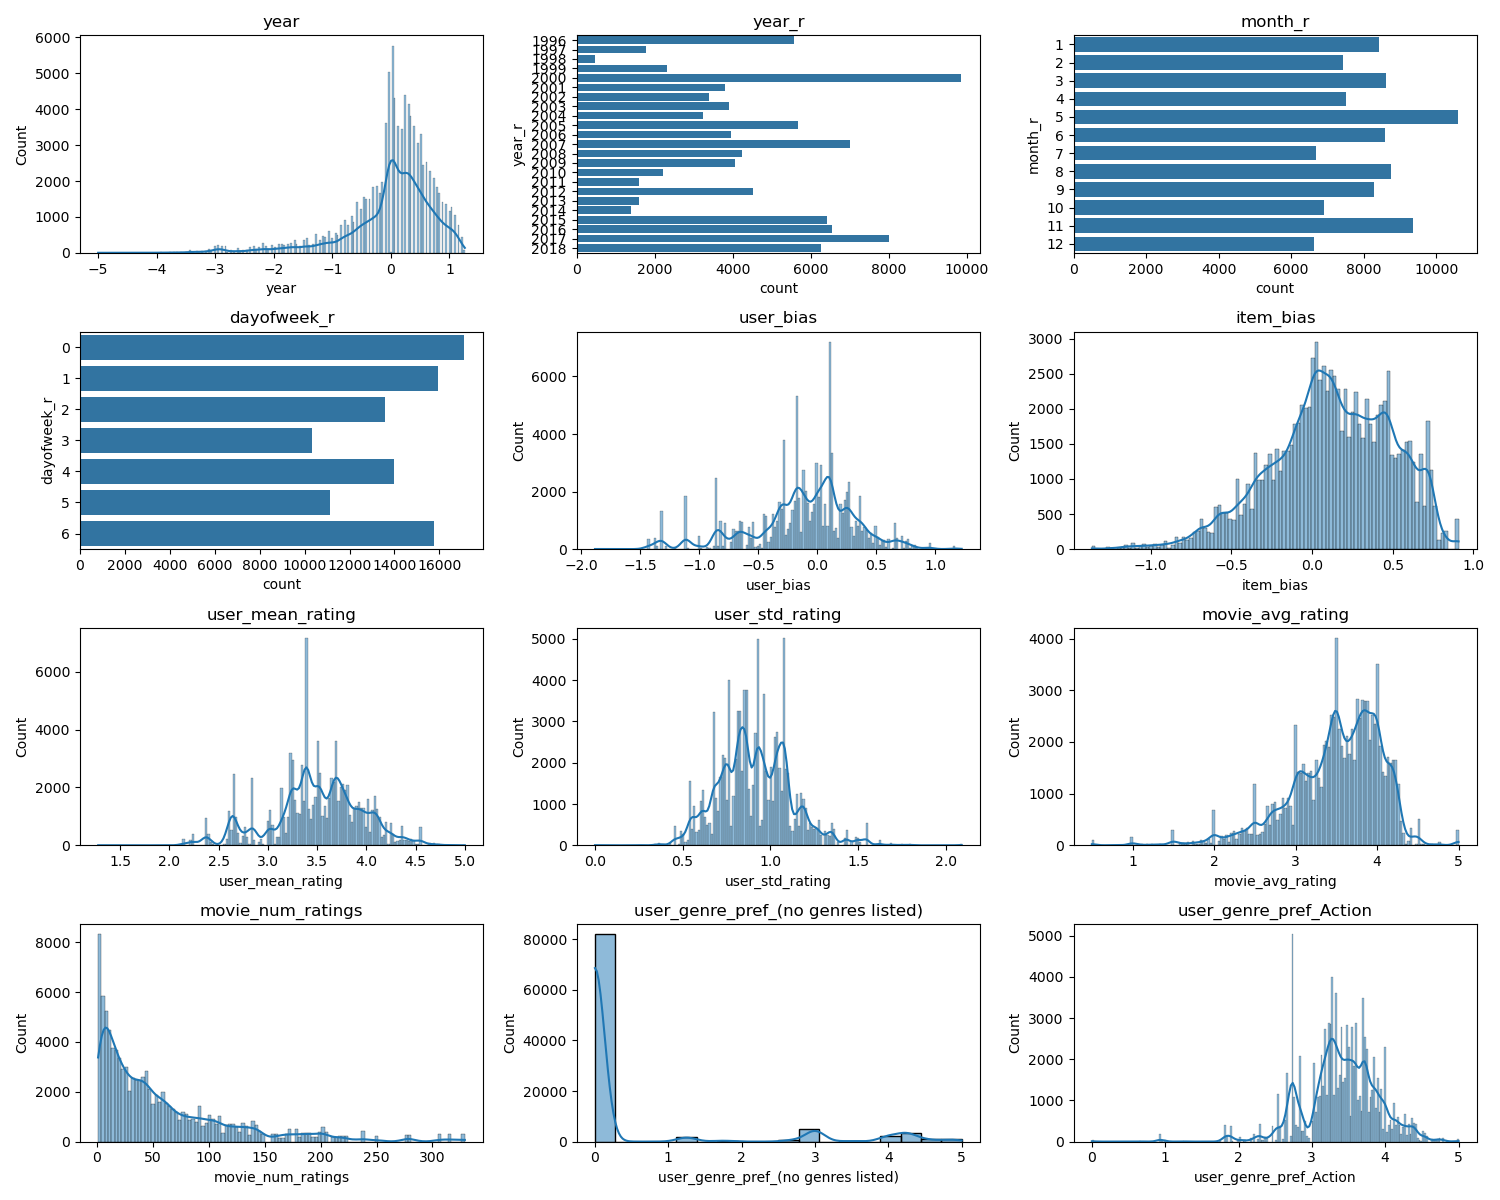 year
Count
6000
5000
4000
3000
2000
1000
0
−5 −4 −3 −2 −1 0 1
year
year_r
year_r
1996
1997
1998
1999
2000
2001
2002
2003
2004
2005
2006
2007
2008
2009
2010
2011
2012
2013
2014
2015
2016
2017
2018
0 2000 4000 6000 8000 10000
count
month_r
month_r
1
2
3
4
5
6
7
8
9
10
11
12
0 2000 4000 6000 8000 10000
count
dayofweek_r
dayofweek_r
0
1
2
3
4
5
6
0 2000 4000 6000 8000 10000 12000 14000 16000
count
user_bias
Count
6000
4000
2000
0
−2.0 −1.5 −1.0 −0.5 0.0 0.5 1.0
user_bias
item_bias
Count
3000
2500
2000
1500
1000
500
0
−1.0 −0.5 0.0 0.5 1.0
item_bias
user_mean_rating
Count
6000
4000
2000
0
1.5 2.0 2.5 3.0 3.5 4.0 4.5 5.0
user_mean_rating
user_std_rating
Count
5000
4000
3000
2000
1000
0
0.0 0.5 1.0 1.5 2.0
user_std_rating
movie_avg_rating
Count
4000
3000
2000
1000
0
1 2 3 4 5
movie_avg_rating
movie_num_ratings
Count
8000
6000
4000
2000
0
0 50 100 150 200 250 300
movie_num_ratings
user_genre_pref_(no genres listed)
Count
80000
60000
40000
20000
0
0 1 2 3 4 5
user_genre_pref_(no genres listed)
user_genre_pref_Action
Count
5000
4000
3000
2000
1000
0
0 1 2 3 4 5
user_genre_pref_Action